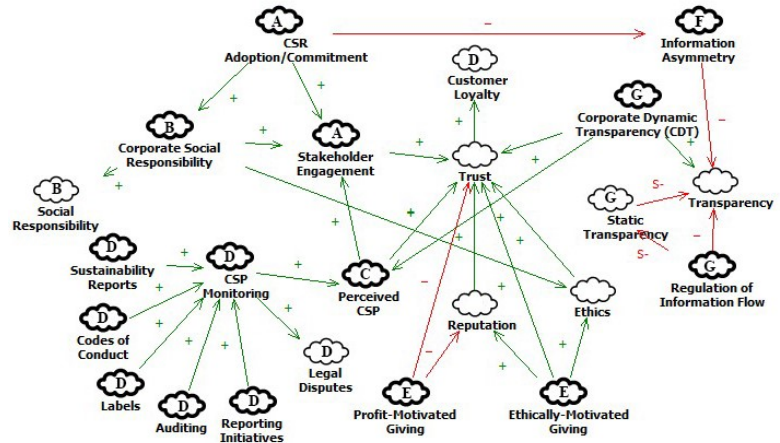 A
CSR
Adoption/Commitment
–
F
Information
Asymmetry
D
Customer
Loyalty
G
Corporate Dynamic
Transparency (CDT)
+
+
+
–
B
Corporate Social
Responsibility
+
A
Stakeholder
Engagement
+
Trust
+
+
B
Social
Responsibility
+
G
Static
Transparency
S-
Transparency
D
Sustainability
Reports
+
D
CSP
Monitoring
+
+
+
+
+
+
C
Perceived
CSP
S-
–
G
Regulation of
Information Flow
D
Codes of
Conduct
+
+
–
Reputation
+
+
Ethics
D
Labels
+
D
Auditing
+
D
Reporting
Initiatives
+
D
Legal
Disputes
–
E
Profit-Motivated
Giving
+
+
+
E
Ethically-Motivated
Giving